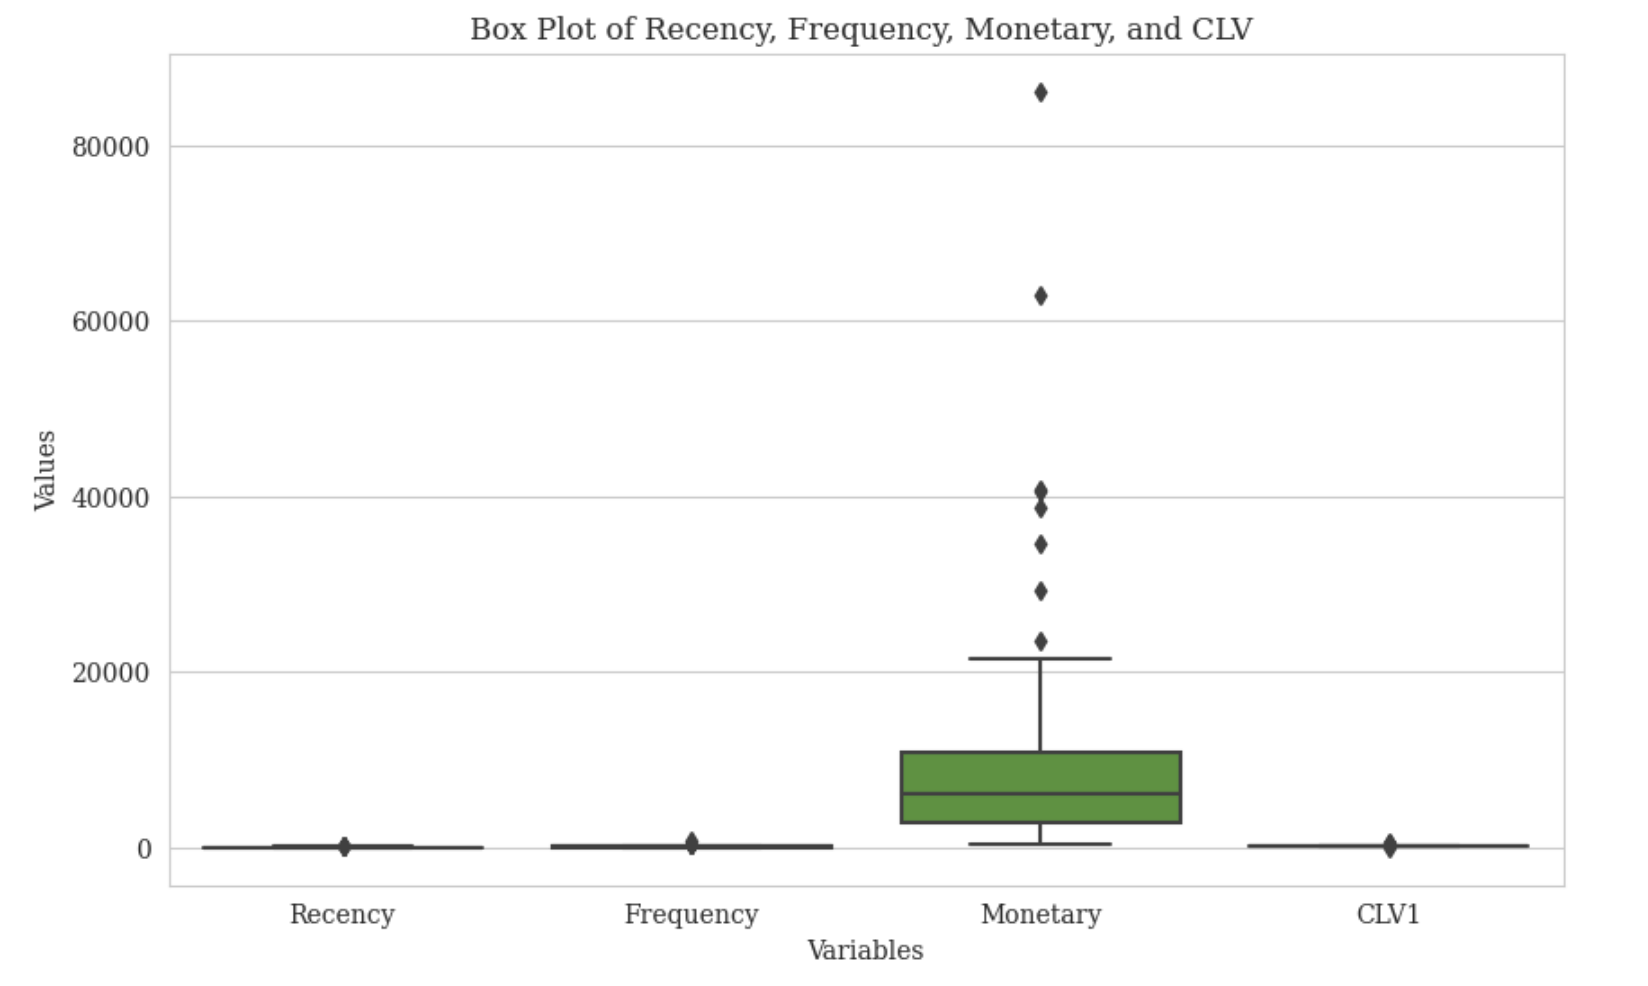 Box Plot of Recency, Frequency, Monetary, and CLV
80000
60000
40000
20000
0
Values
Recency Frequency Monetary CLV1
Variables